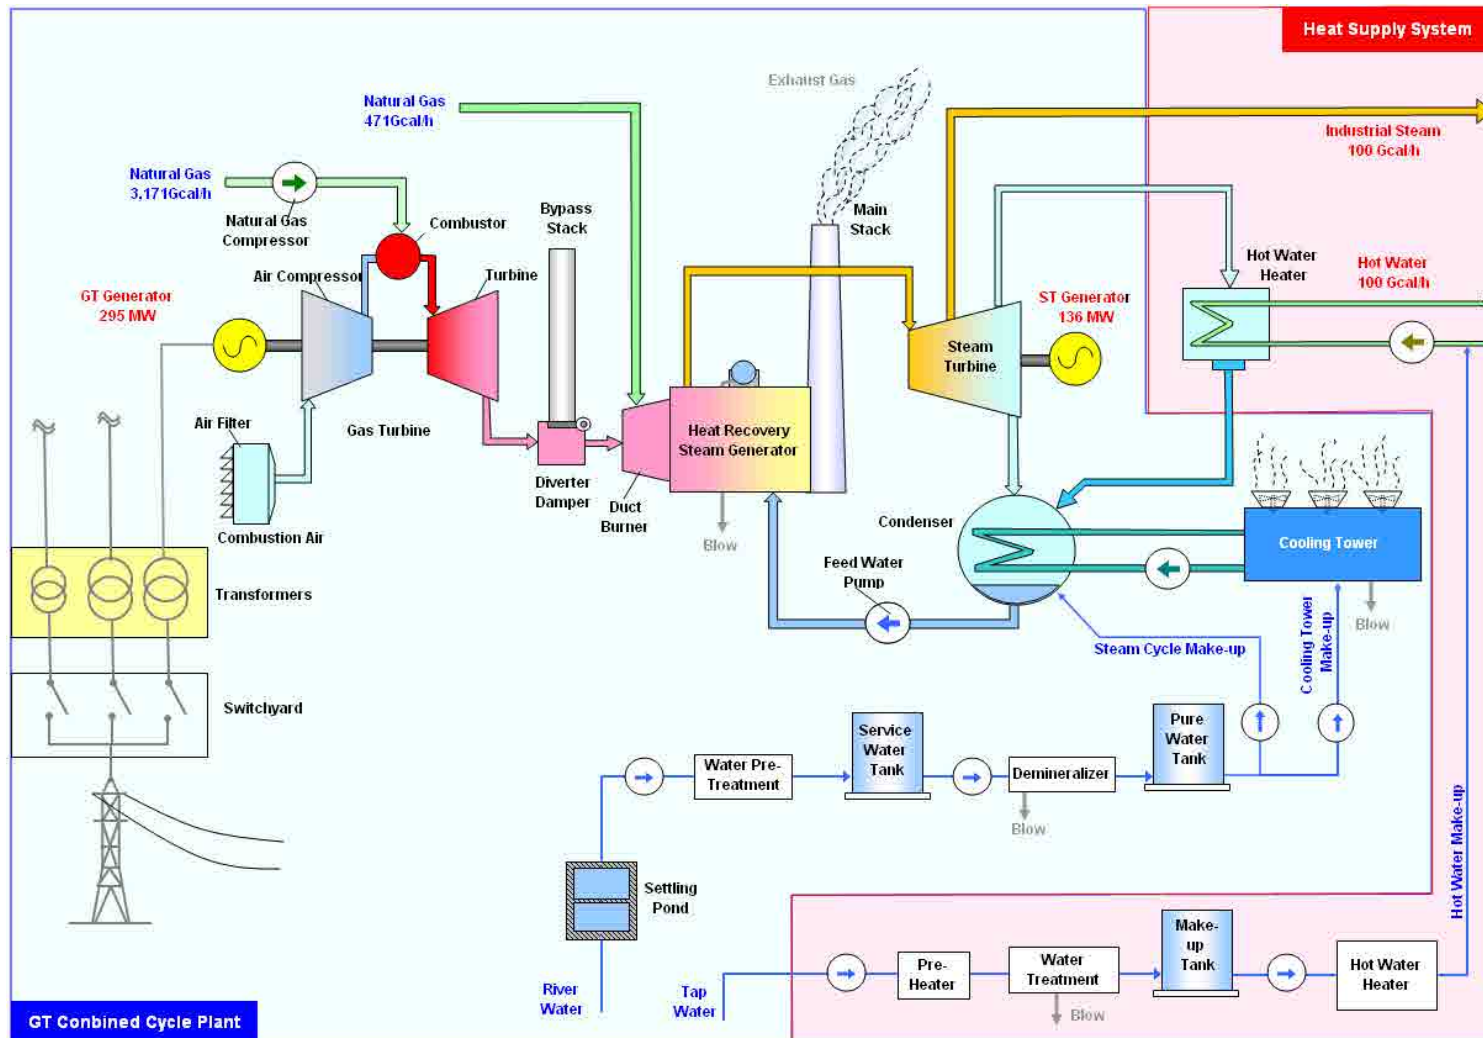 Heat Supply System
Exhaust Gas
Natural Gas
471Gcal/h
Industrial Steam
100 Gcal/h
Natural Gas
3,171Gcal/h
Natural Gas
Compressor
Combustor
Bypass
Stack
Main
Stack
Hot Water
Heater
Hot Water
100 Gcal/h
Air Compressor
Turbine
GT Generator
295 MW
ST Generator
136 MW
Steam
Turbine
Air Filter
Gas Turbine
Heat Recovery
Steam Generator
Diverter
Damper
Duct
Burner
Combustion Air
Blow
Condenser
Cooling Tower
Feed Water
Pump
Transformers
Blow
Steam Cycle Make-up
Cooling Tower
Make-up
Switchyard
Water Pre-
Treatment
Service
Water
Tank
Demineralizer
Pure
Water
Tank
Blow
Hot Water Make-up
Settling
Pond
River
Water
Tap
Water
Pre-
Heater
Water
Treatment
Make-
up
Tank
Hot Water
Heater
Blow
GT Conbined Cycle Plant